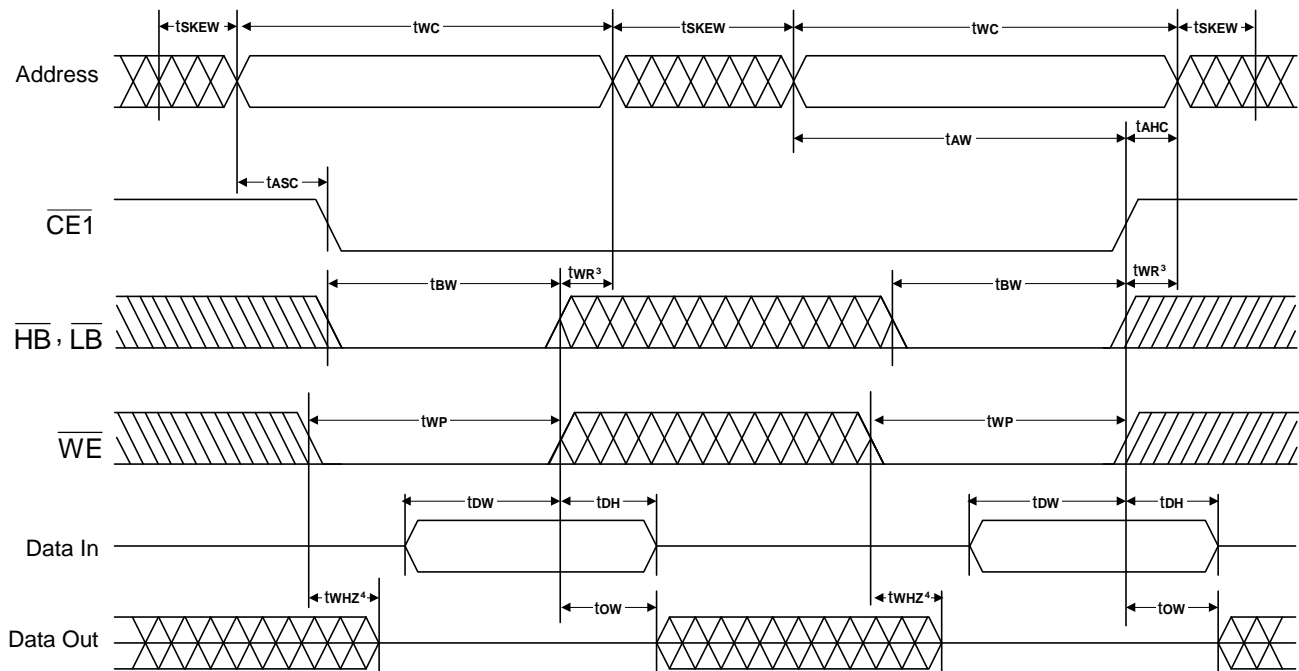 tSKEW tWC tSKEW tWC tSKEW
Address
tAW tAHC
tASC
CE1
tBW tWR³ tBW tWR³
HB , LB
tWP tWP
WE
tDW tDH tDW tDH
Data In
tWHZ⁴ tOW tWHZ⁴ tOW
Data Out